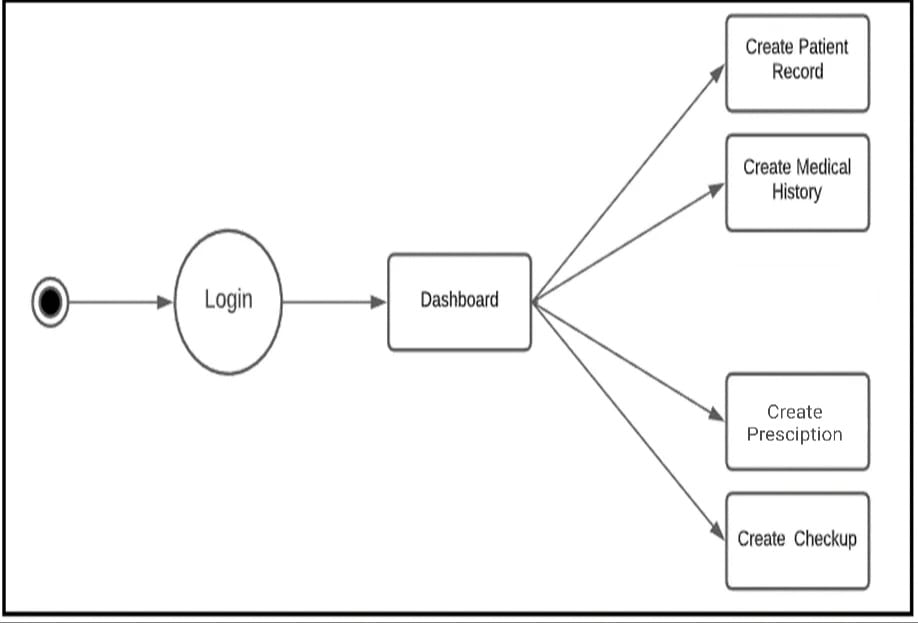 Create Patient
Record
Create Medical
History
Login
Dashboard
Create
Presciption
Create Checkup